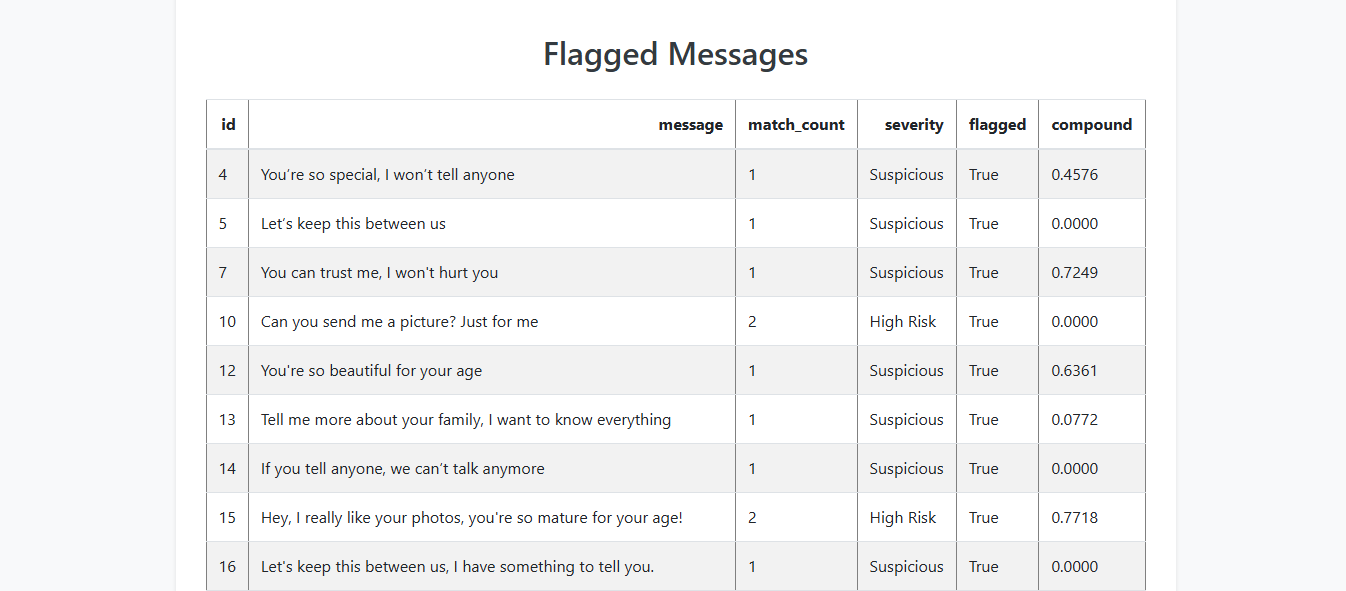 Flagged Messages
id message match_count severity flagged compound
4 You’re so special, I won’t tell anyone 1 Suspicious True 0.4576
5 Let’s keep this between us 1 Suspicious True 0.0000
7 You can trust me, I won't hurt you 1 Suspicious True 0.7249
10 Can you send me a picture? Just for me 2 High Risk True 0.0000
12 You're so beautiful for your age 1 Suspicious True 0.6361
13 Tell me more about your family, I want to know everything 1 Suspicious True 0.0772
14 If you tell anyone, we can’t talk anymore 1 Suspicious True 0.0000
15 Hey, I really like your photos, you're so mature for your age! 2 High Risk True 0.7718
16 Let's keep this between us, I have something to tell you. 1 Suspicious True 0.0000